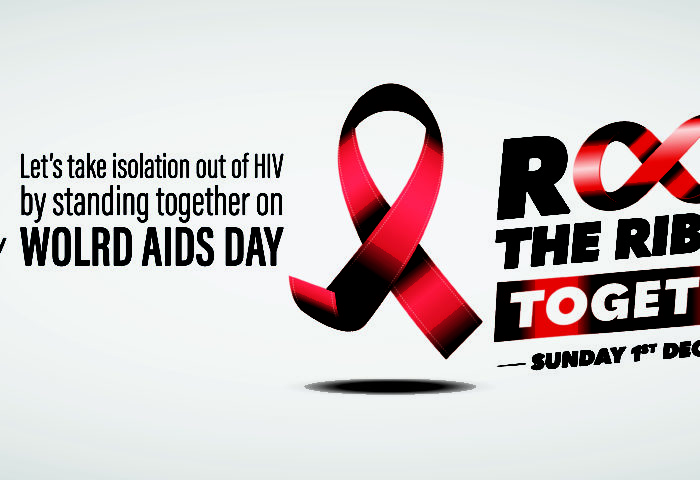 Let's take isolation out of HIV
by standing together on
WOLRD AIDS DAY
ROO
THE RIB
TOGET
SUNDAY 1ST DEC